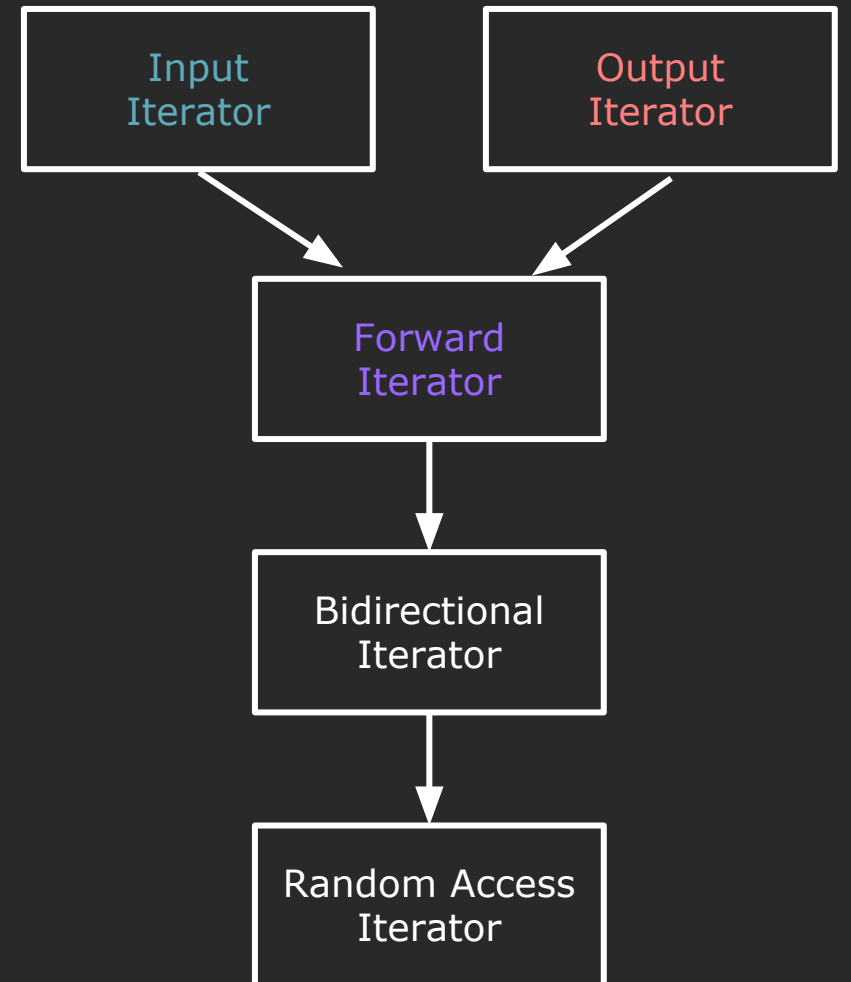 Input
Iterator
Output
Iterator
Forward
Iterator
Bidirectional
Iterator
Random Access
Iterator